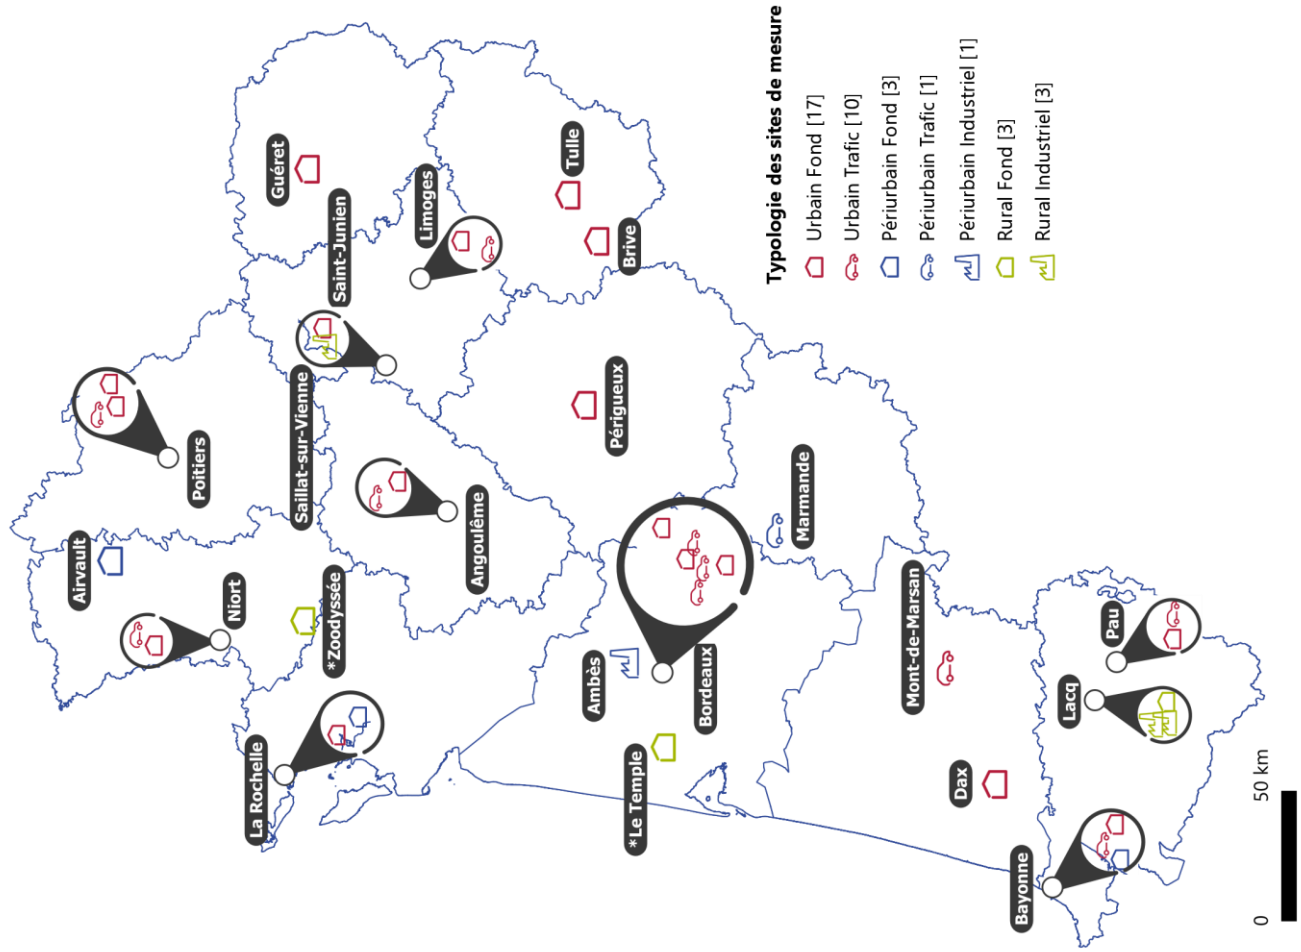 Poitiers
Airvault
Niort
Guéret
Saint-Junien
Limoges
Saillat-sur-Vienne
*Zoodyssée
La Rochelle
Angoulême
Tulle
Brive
Périgueux
Ambès
*Le Temple
Bordeaux
Marmande
Mont-de-Marsan
Dax
Bayonne
Lacq
Pau
Typologie des sites de mesure
Urbain Fond [17]
Urbain Trafic [10]
Périurbain Fond [3]
Périurbain Trafic [1]
Périurbain Industriel [1]
Rural Fond [3]
Rural Industriel [3]
0 50 km